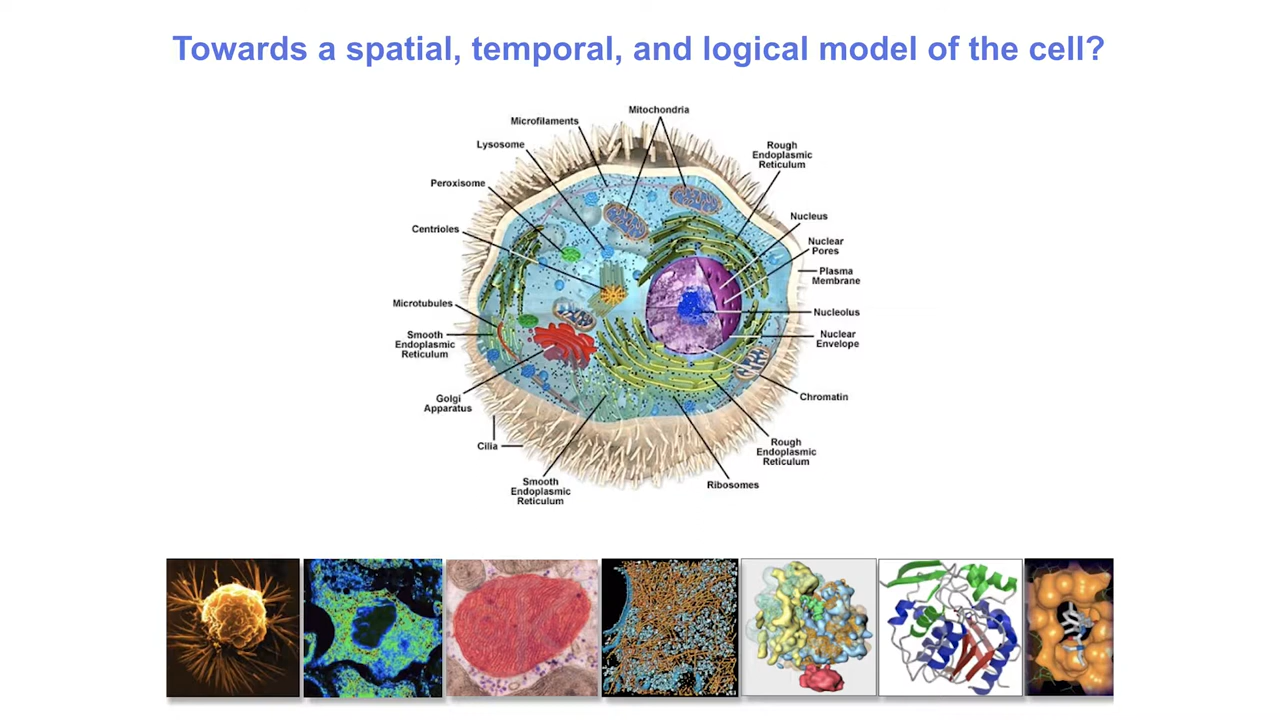 Towards a spatial, temporal, and logical model of the cell?
Mitochondria
Microfilaments
Lysosome
Rough
Endoplasmic
Reticulum
Peroxisome
Nucleus
Centrioles
Nuclear
Pores
Plasma
Membrane
Microtubules
Nucleolus
Smooth
Endoplasmic
Reticulum
Nuclear
Envelope
Golgi
Apparatus
Chromatin
Cilia
Rough
Endoplasmic
Reticulum
Smooth
Endoplasmic
Reticulum
Ribosomes